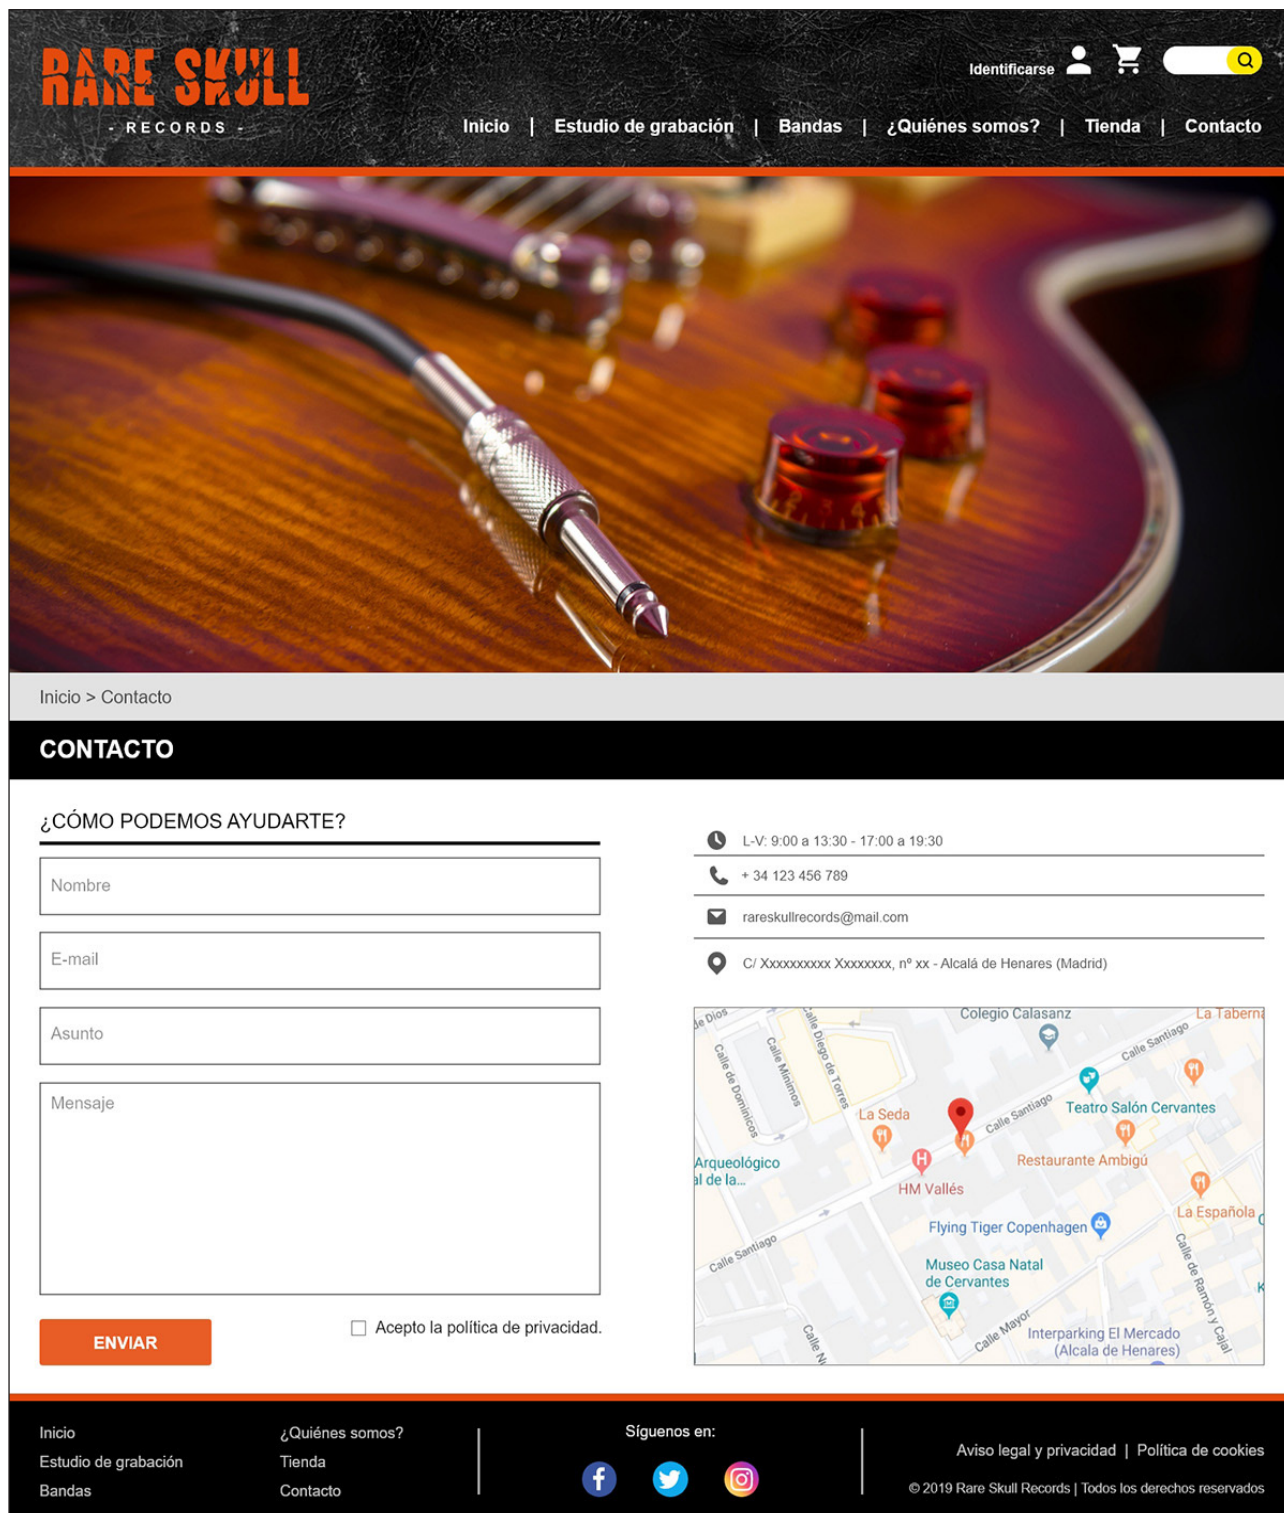 RARE SKULL
- RECORDS -
Identificarse
Inicio | Estudio de grabación | Bandas | ¿Quiénes somos? | Tienda | Contacto
Inicio > Contacto
CONTACTO
¿CÓMO PODEMOS AYUDARTE?
Nombre
E-mail
Asunto
Mensaje
ENVIAR
Acepto la política de privacidad.
L-V: 9:00 a 13:30 - 17:00 a 19:30
+ 34 123 456 789
rareskullrecords@mail.com
C/ Xxxxxxxxxx Xxxxxxxx, nº xx - Alcalá de Henares (Madrid)
de Dios
Calle Diego de Torres
Colegio Calasanz
La Taberna
Calle Santiago
Calle Mínimos
Calle de Dominicos
Teatro Salón Cervantes
La Seda
Calle Santiago
Arqueológico
al de la...
Restaurante Ambigú
HM Vallés
La Española
Flying Tiger Copenhagen
Calle Santiago
Museo Casa Natal
de Cervantes
Calle de Ramón y Cajal
Calle Mayor
Interparking El Mercado
(Alcala de Henares)
Inicio
Estudio de grabación
Bandas
¿Quiénes somos?
Tienda
Contacto
Síguenos en:
Aviso legal y privacidad | Política de cookies
© 2019 Rare Skull Records | Todos los derechos reservados